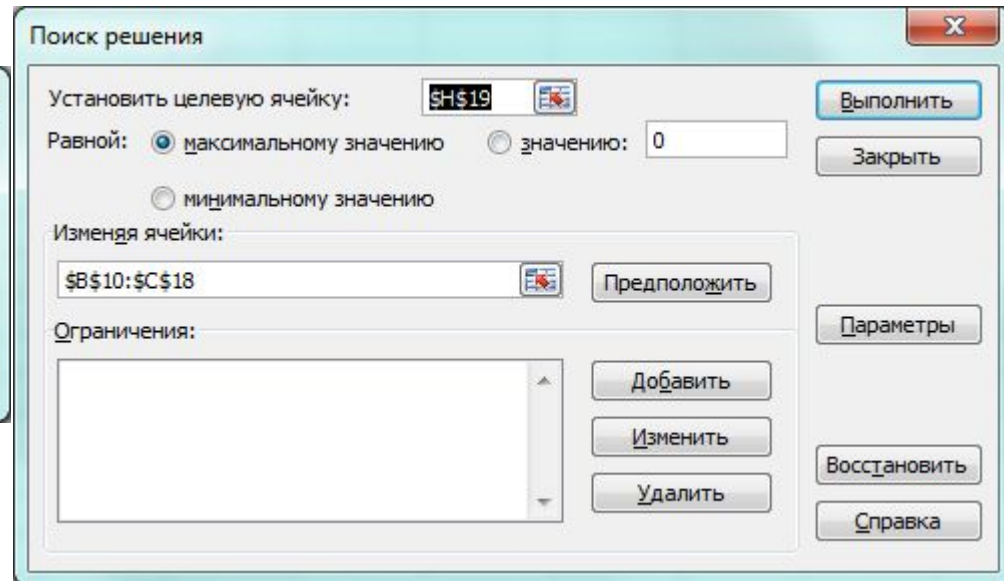 Поиск решения
Установить целевую ячейку: $H$19
Выполнить
Равной: максимальному значению значению: 0
Закрыть
минимальному значению
Изменяя ячейки:
$B$10:$C$18 Предположить
Ограничения:
Параметры
Добавить
Изменить
Восстановить
Удалить
Справка